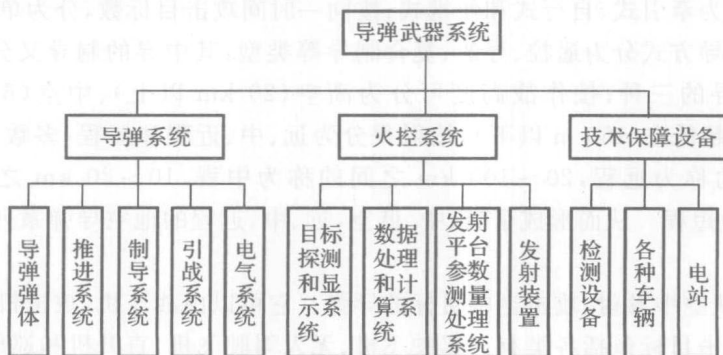 导弹武器系统
导弹系统
火控系统
技术保障设备
导弹弹体
推进系统
制导系统
引战系统
电气系统
目标探测和显示系统
数据处理和计算系统
发射平台参数测量处理系统
发射装置
检测设备
各种车辆
电站